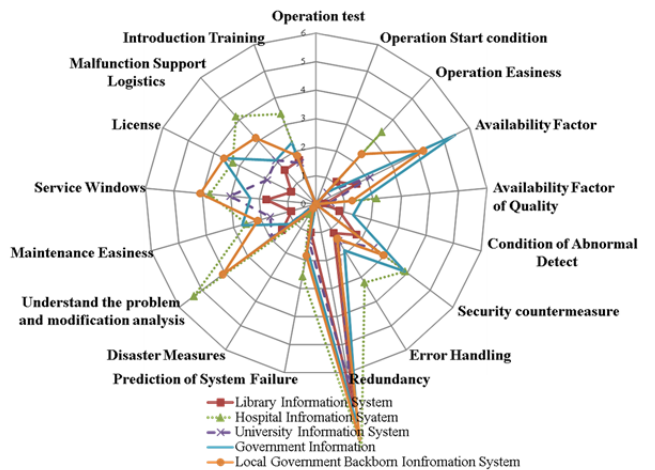 Operation test
Introduction Training
Operation Start condition
Malfunction Support
Logistics
Operation Easiness
License
Availability Factor
Service Windows
Availability Factor
of Quality
Maintenance Easiness
Condition of Abnormal
Detect
Understand the problem
and modification analysis
Security countermeasure
Disaster Measures
Error Handling
Prediction of System Failure
Redundancy
6
5
4
3
2
1
0
Library Information System
Hospital Infromation Syatem
University Information System
Government Information
Local Government Backborn Ionfromation System